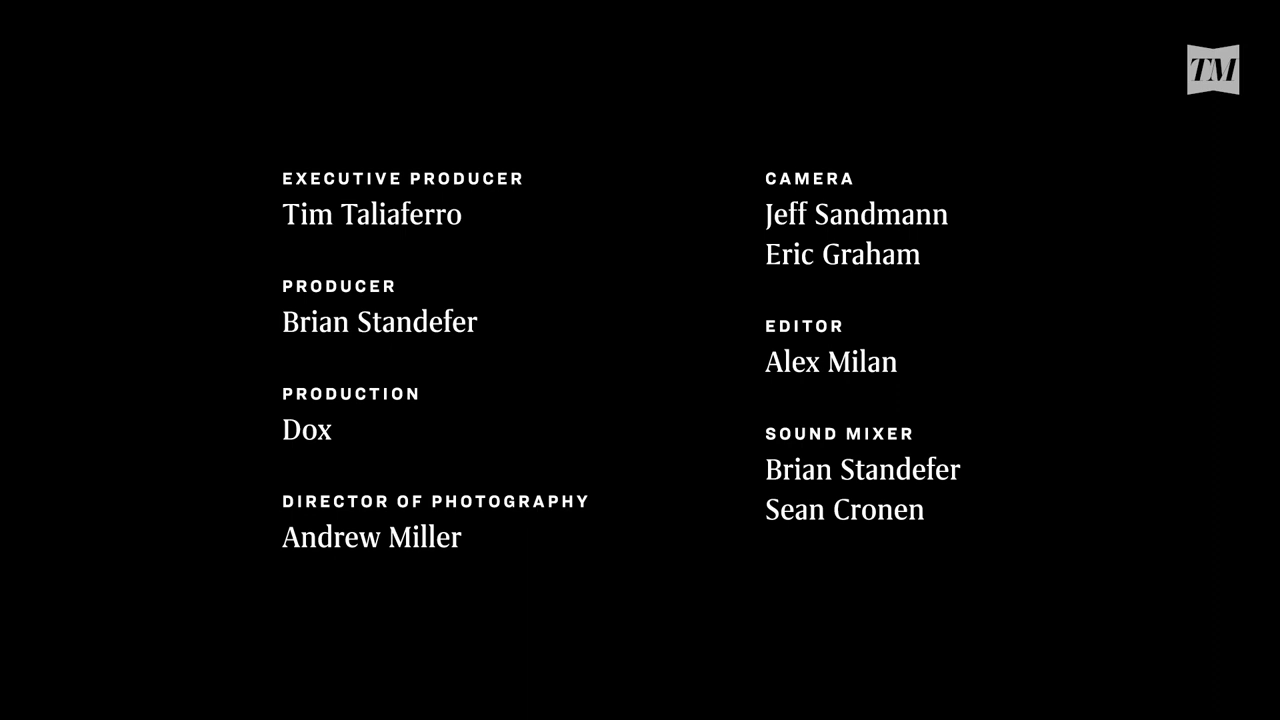 TM
EXECUTIVE PRODUCER
Tim Taliaferro
PRODUCER
Brian Standefer
PRODUCTION
Dox
DIRECTOR OF PHOTOGRAPHY
Andrew Miller
CAMERA
Jeff Sandmann
Eric Graham
EDITOR
Alex Milan
SOUND MIXER
Brian Standefer
Sean Cronen